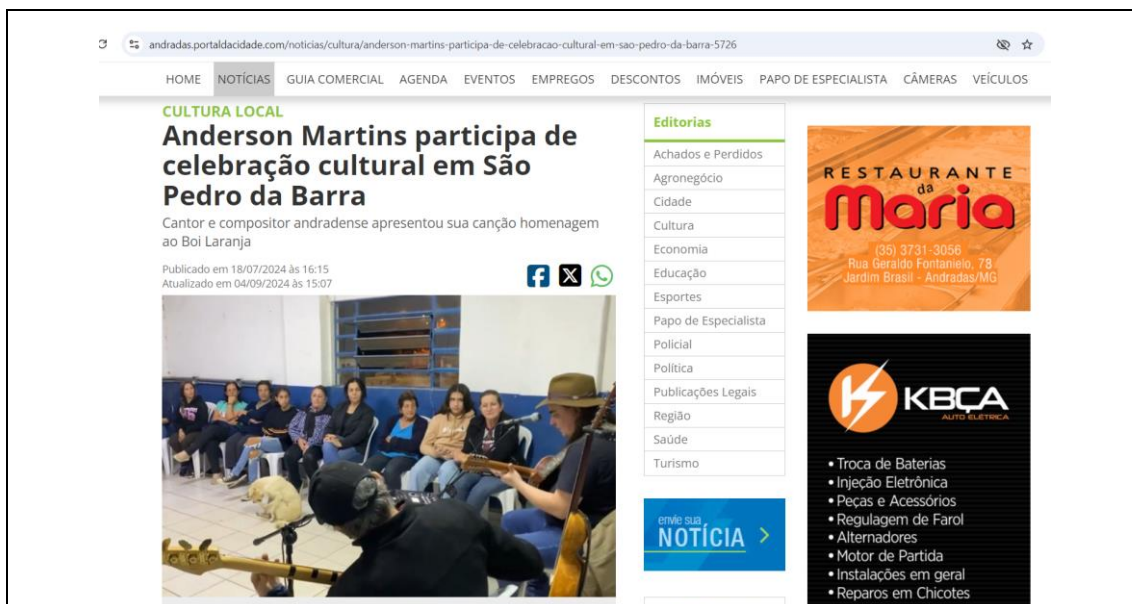 andradas.portaldacidade.com/noticias/cultura/anderson-martins-participa-de-celebracao-cultural-em-sao-pedro-da-barra-5726
HOME NOTÍCIAS GUIA COMERCIAL AGENDA EVENTOS EMPREGOS DESCONTOS IMÓVEIS PAPO DE ESPECIALISTA CÂMERAS VEÍCULOS
CULTURA LOCAL
Anderson Martins participa de
celebração cultural em São
Pedro da Barra
Cantor e compositor andradense apresentou sua canção homenagem
ao Boi Laranja
Publicado em 18/07/2024 às 16:15
Atualizado em 04/09/2024 às 15:07
Editorias
Achados e Perdidos
Agronegócio
Cidade
Cultura
Economia
Educação
Esportes
Papo de Especialista
Policial
Política
Publicações Legais
Região
Saúde
Turismo
envie sua
NOTÍCIA
RESTAURANTE
da
Maria
(35) 3731-3056
Rua Geraldo Fontanielo, 78
Jardim Brasil - Andradas/MG
KBÇA
AUTO ELETRICA
• Troca de Baterias
• Injeção Eletrônica
• Peças e Acessórios
• Regulagem de Farol
• Alternadores
• Motor de Partida
• Instalações em geral
• Reparos em Chicotes